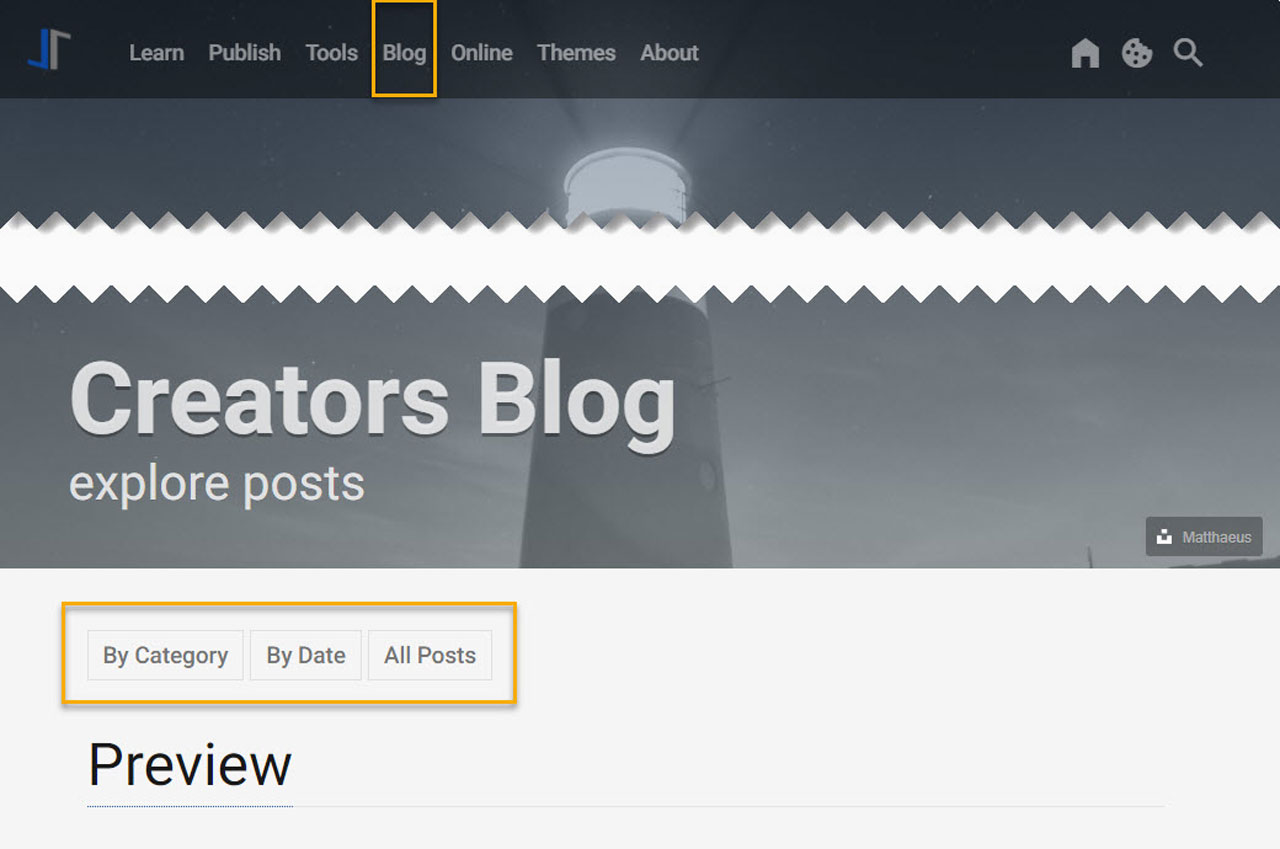 Learn Publish Tools Blog Online Themes About
Creators Blog
explore posts
Matthaeus
By Category By Date All Posts
Preview